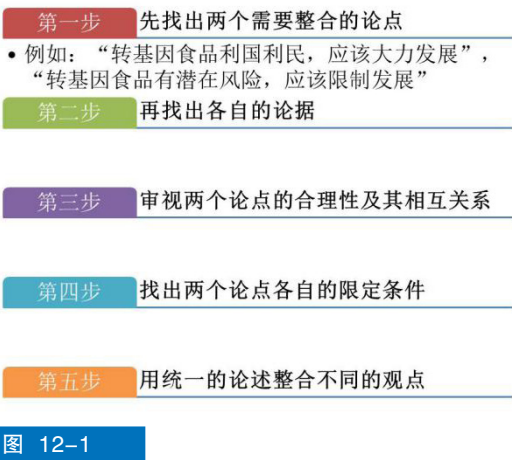 第一步 先找出两个需要整合的论点
• 例如：“转基因食品利国利民，应该大力发展”，
“转基因食品有潜在风险，应该限制发展”
第二步 再找出各自的论据
第三步 审视两个论点的合理性及其相互关系
第四步 找出两个论点各自的限定条件
第五步 用统一的论述整合不同的观点
图 12-1